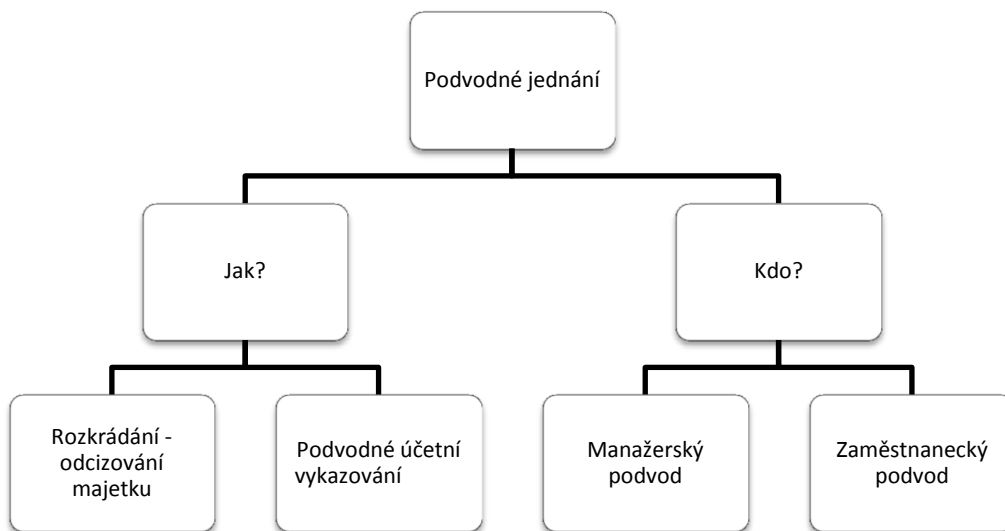 Podvodné jednání
Jak?
Kdo?
Rozkrádání -
odcizování
majetku
Podvodné účetní
vykazování
Manažerský
podvod
Zaměstnanecký
podvod